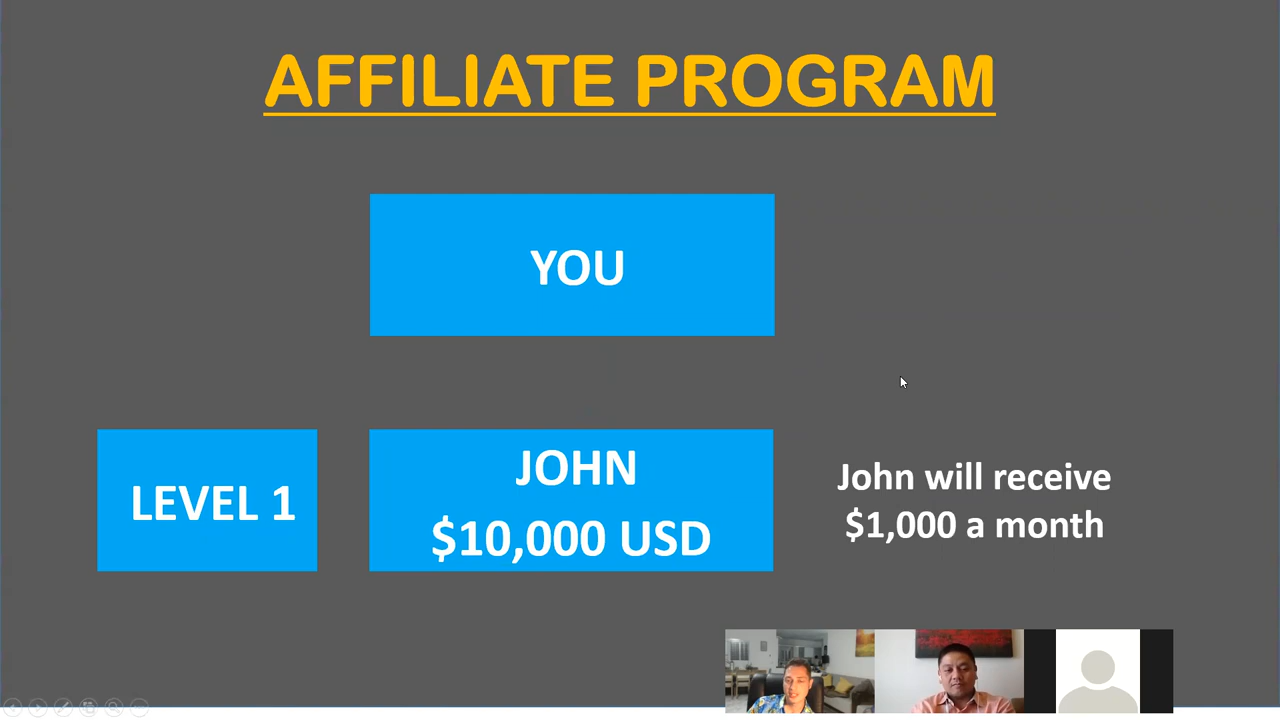 AFFILIATE PROGRAM
YOU
LEVEL 1
JOHN
$10,000 USD
John will receive
$1,000 a month